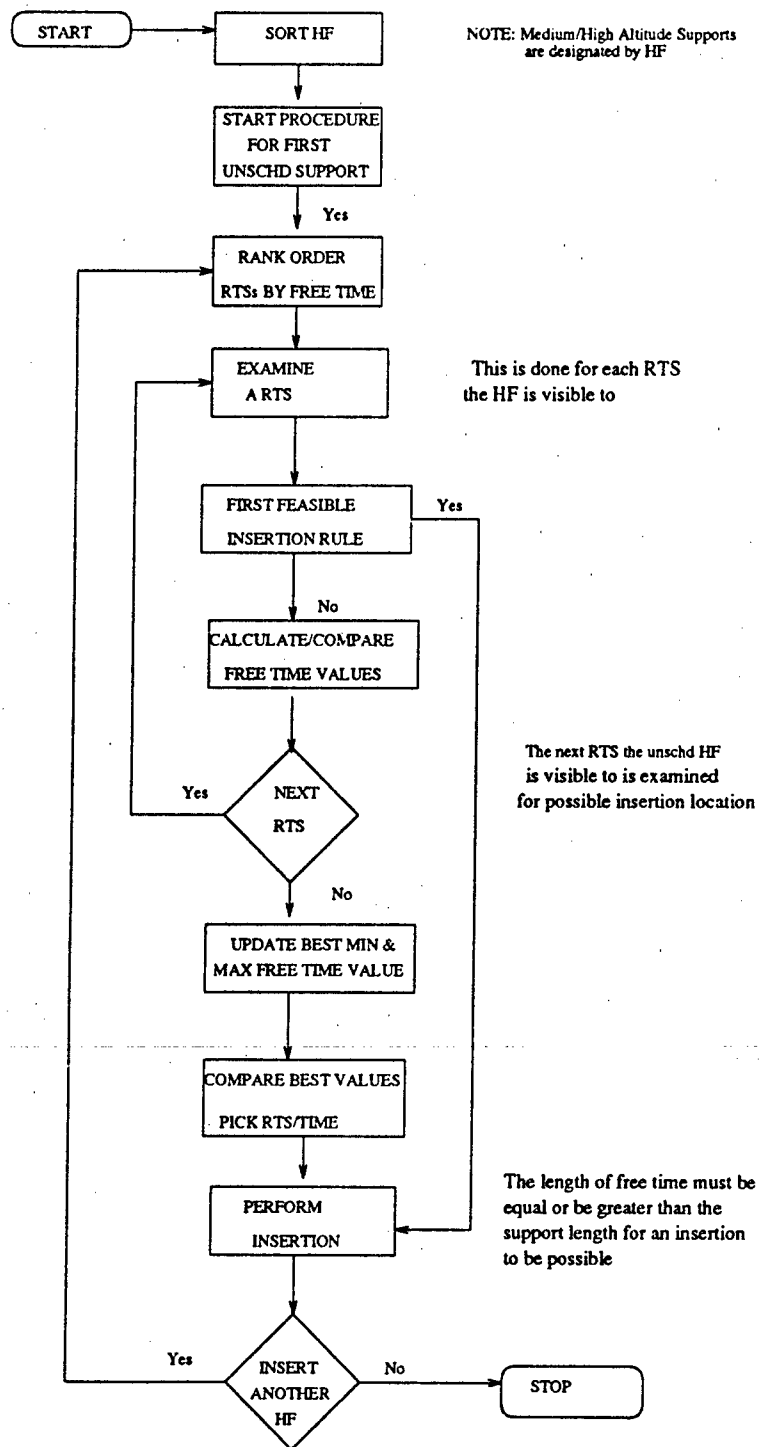 START
SORT HF
NOTE: Medium/High Altitude Supports
are designated by HF
START PROCEDURE
FOR FIRST
UNSCHD SUPPORT
Yes
RANK ORDER
RTSs BY FREE TIME
EXAMINE
A RTS
This is done for each RTS
the HF is visible to
FIRST FEASIBLE
INSERTION RULE
Yes
No
CALCULATE/COMPARE
FREE TIME VALUES
The next RTS the unschd HF
is visible to is examined
for possible insertion location
Yes
NEXT
RTS
No
UPDATE BEST MIN &
MAX FREE TIME VALUE
COMPARE BEST VALUES
PICK RTS/TIME
The length of free time must be
equal or be greater than the
support length for an insertion
to be possible
PERFORM
INSERTION
Yes
INSERT
ANOTHER
HF
No
STOP